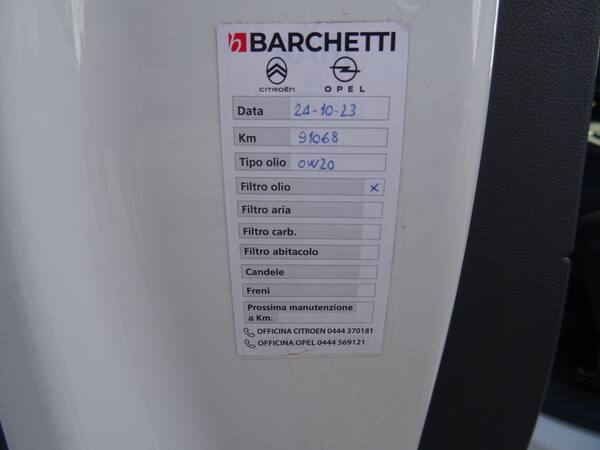 BARCHETTI
CITROËN OPEL
Data 24-10-23
Km 91068
Tipo olio 0W20
Filtro olio x
Filtro aria
Filtro carb.
Filtro abitacolo
Candele
Freni
Prossima manutenzione
a Km.
OFFICINA CITROEN 0444 370181
OFFICINA OPEL 0444 569121